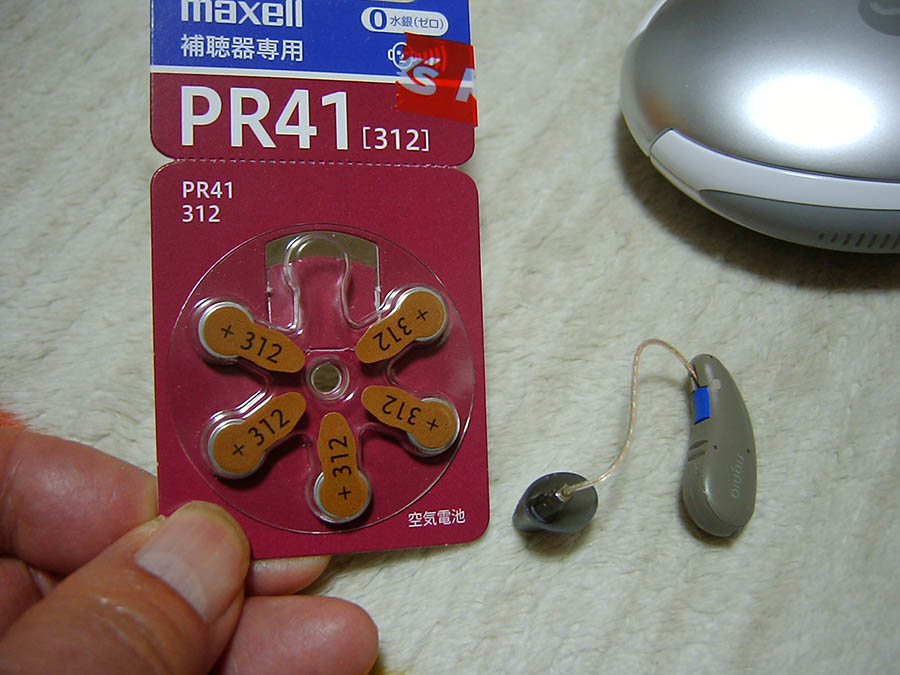 maxell
0 水銀(ゼロ)
補聴器専用
PR41 [312]
PR41
312
+ 312
+ 312
+ 312
+ 312
+ 312
空気電池
signia